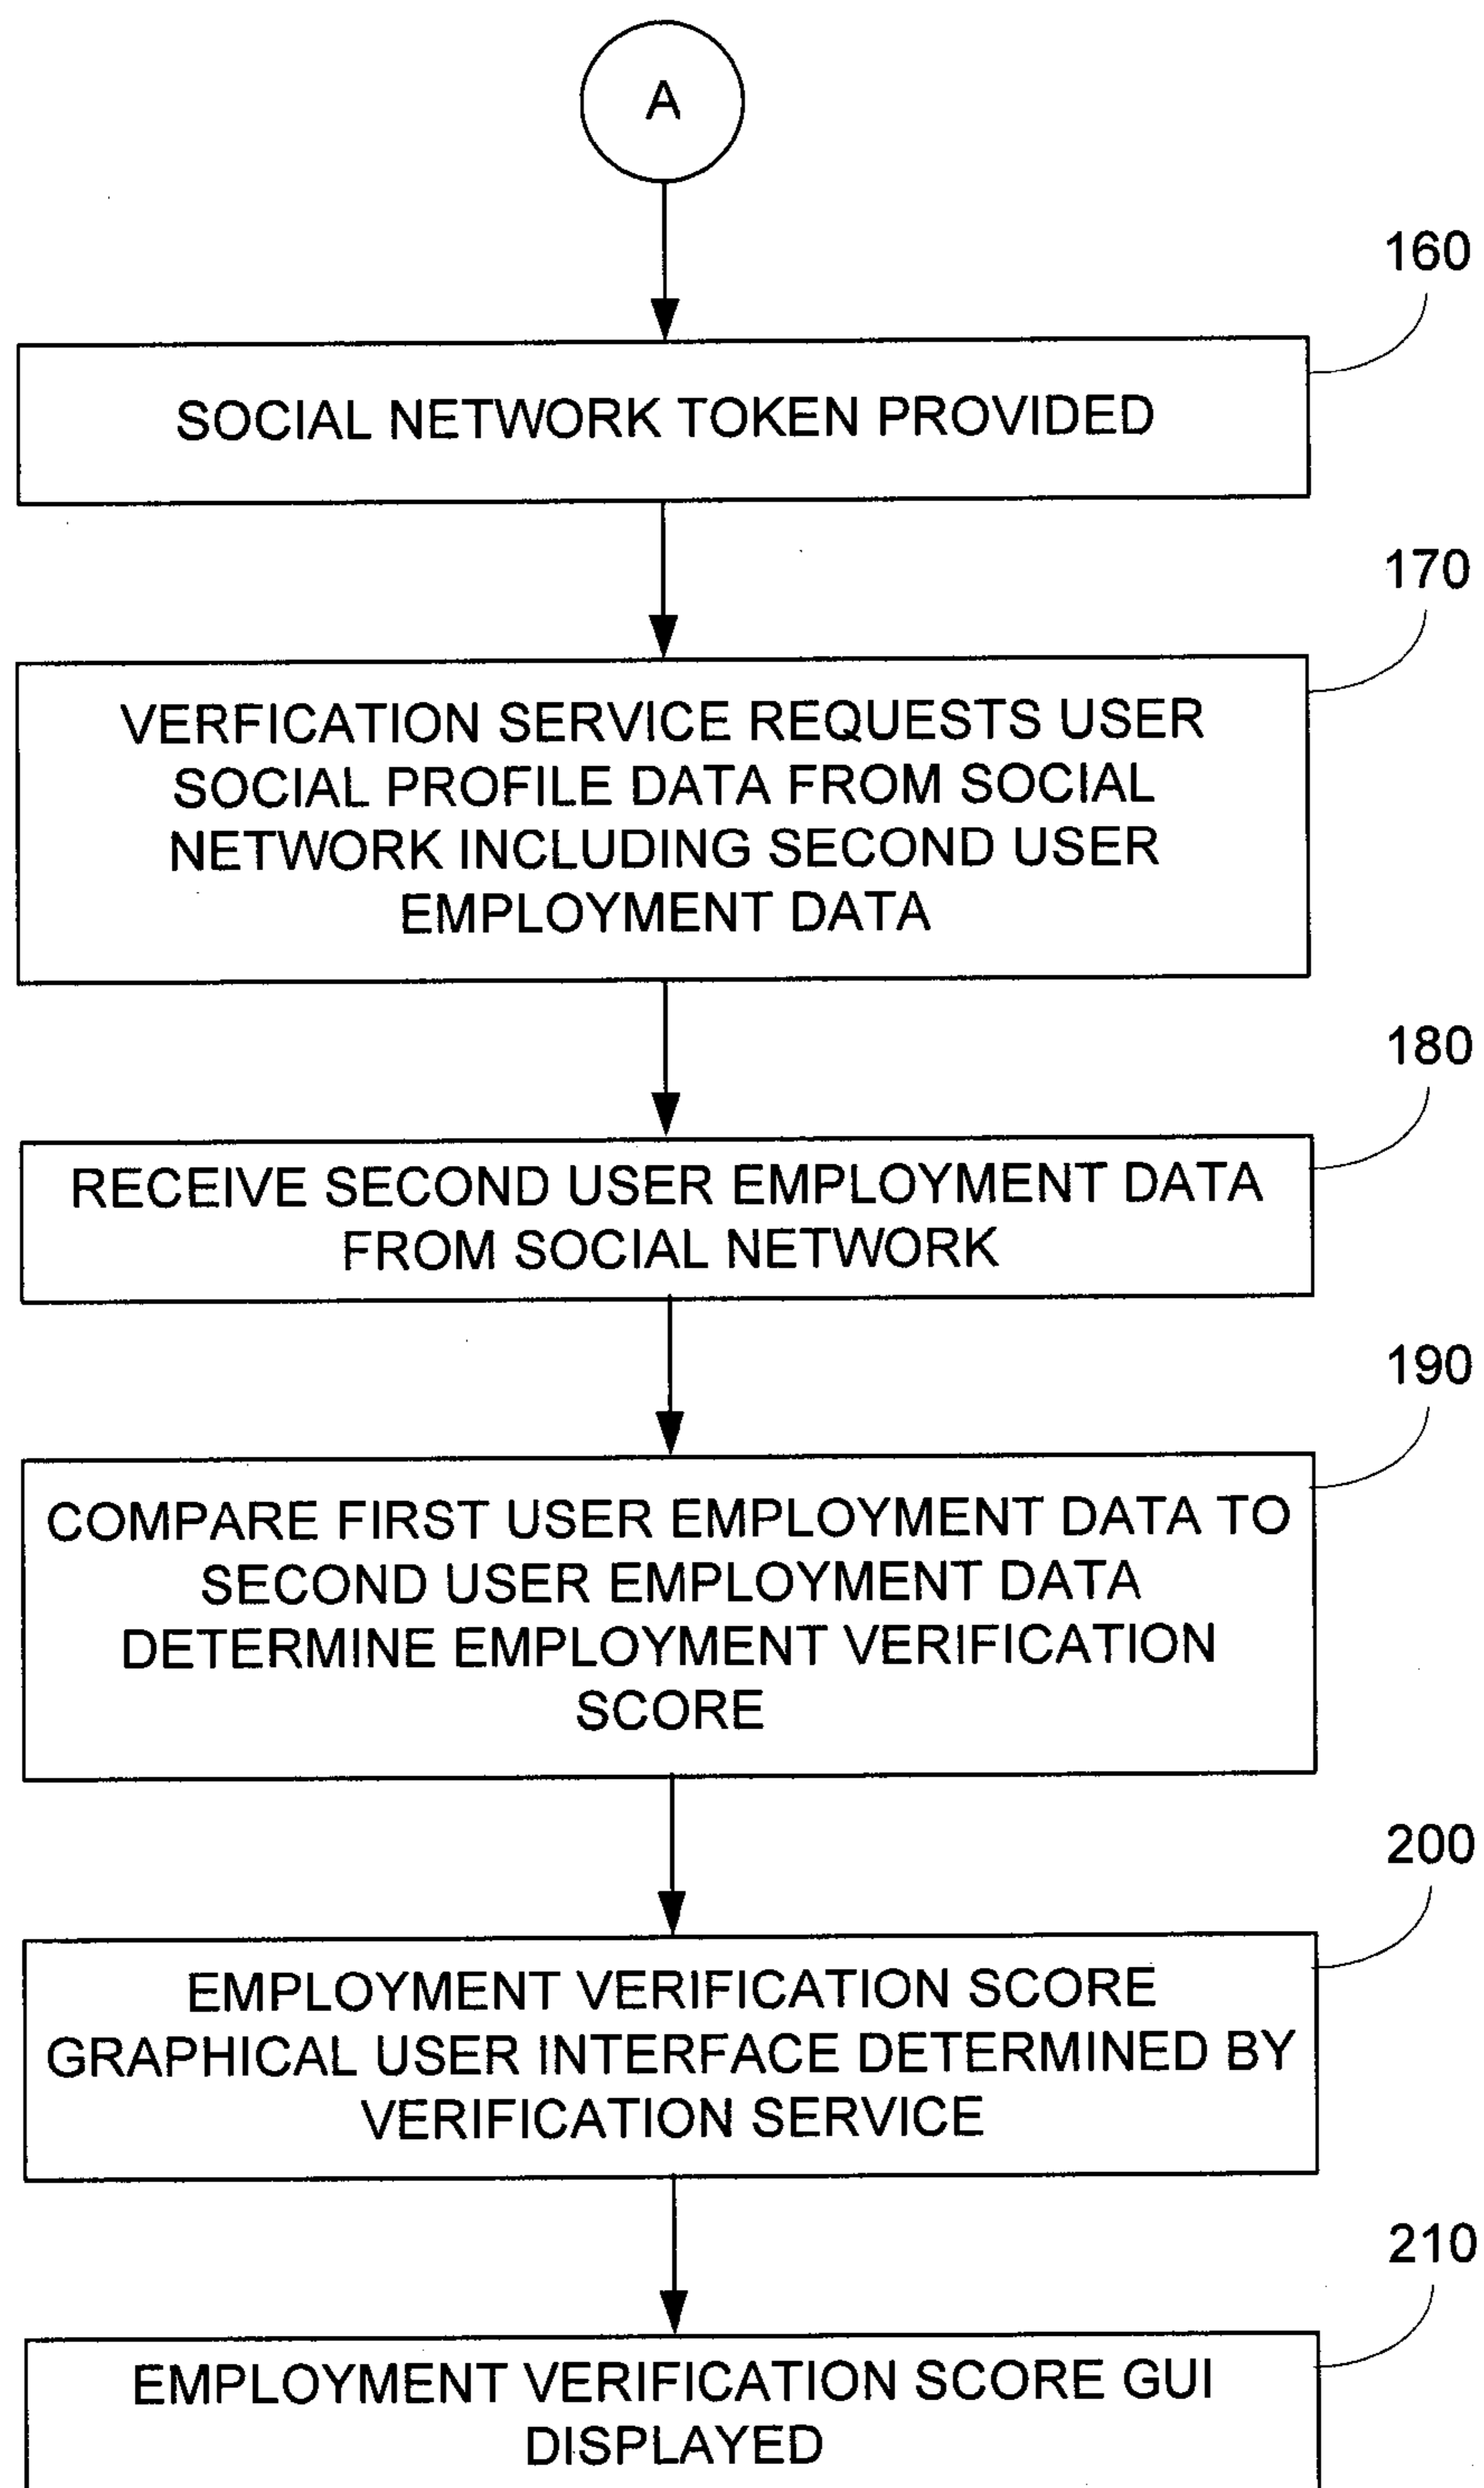 A
160
SOCIAL NETWORK TOKEN PROVIDED
170
VERFICATION SERVICE REQUESTS USER
SOCIAL PROFILE DATA FROM SOCIAL
NETWORK INCLUDING SECOND USER
EMPLOYMENT DATA
180
RECEIVE SECOND USER EMPLOYMENT DATA
FROM SOCIAL NETWORK
190
COMPARE FIRST USER EMPLOYMENT DATA TO
SECOND USER EMPLOYMENT DATA
DETERMINE EMPLOYMENT VERIFICATION
SCORE
200
EMPLOYMENT VERIFICATION SCORE
GRAPHICAL USER INTERFACE DETERMINED BY
VERIFICATION SERVICE
210
EMPLOYMENT VERIFICATION SCORE GUI
DISPLAYED